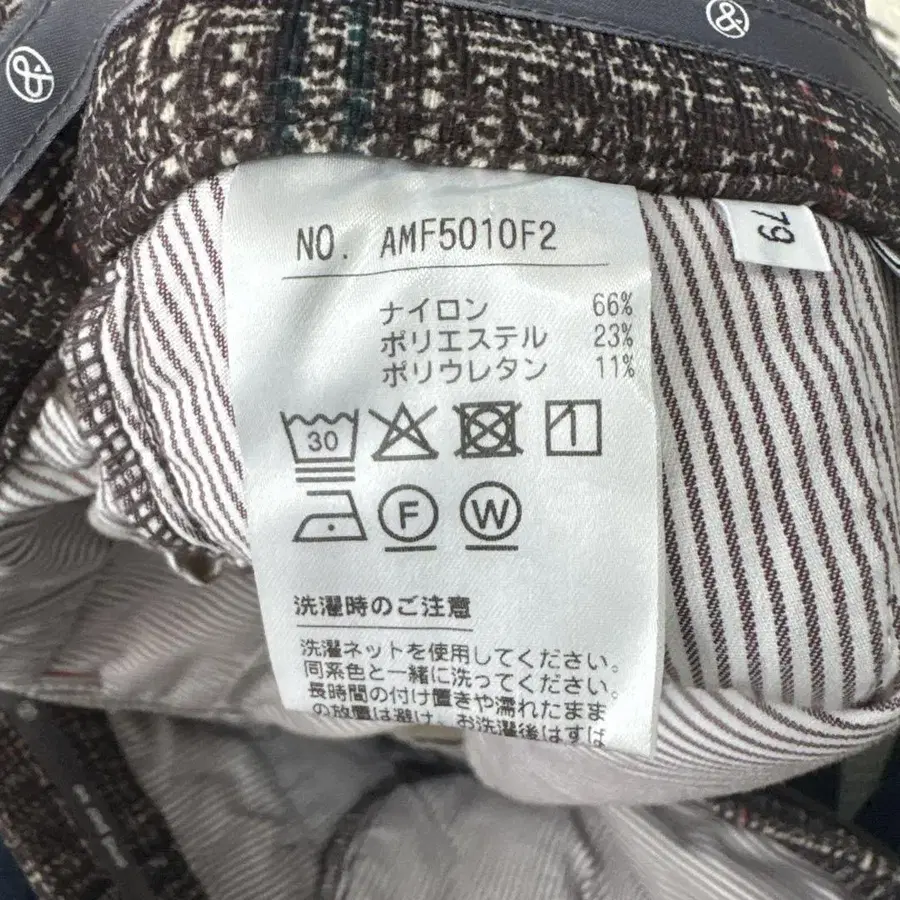 NO. AMF5010F2
ナイロン 66%
ポリエステル 23%
ポリウレタン 11%
30
F W
洗濯時のご注意
洗濯ネットを使用してください。
同系色と一緒に洗ってください。
長時間の付け置きや濡れたまま
の放置は避け、お洗濯後はすば
79
&
&